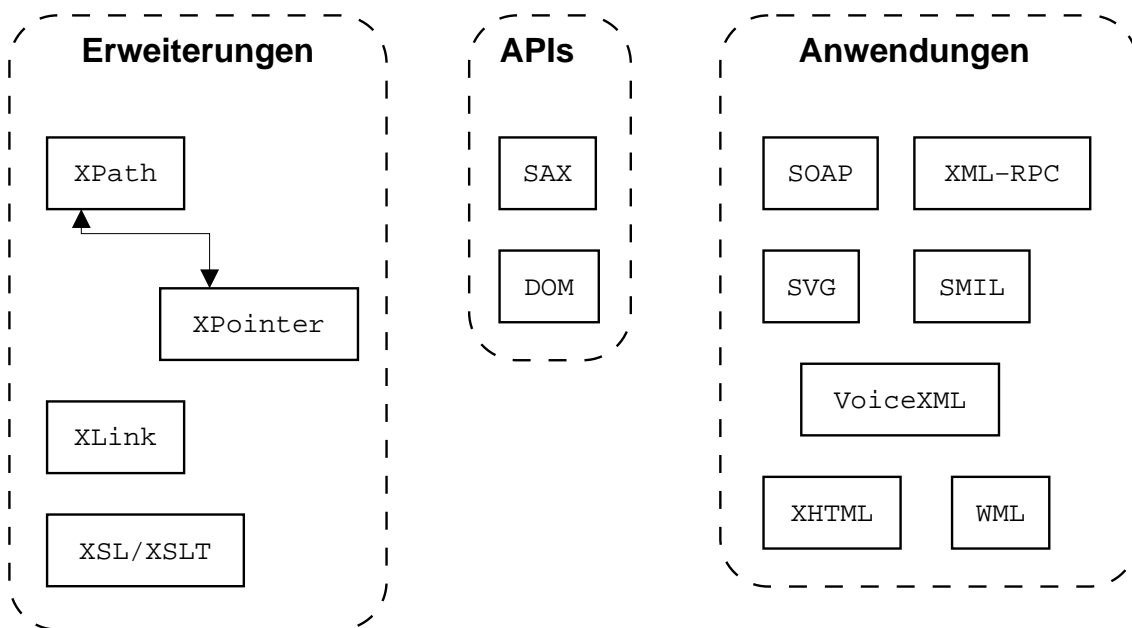 Erweiterungen
XPath
XPointer
XLink
XSL/XSLT
APIs
SAX
DOM
Anwendungen
SOAP
XML-RPC
SVG
SMIL
VoiceXML
XHTML
WML